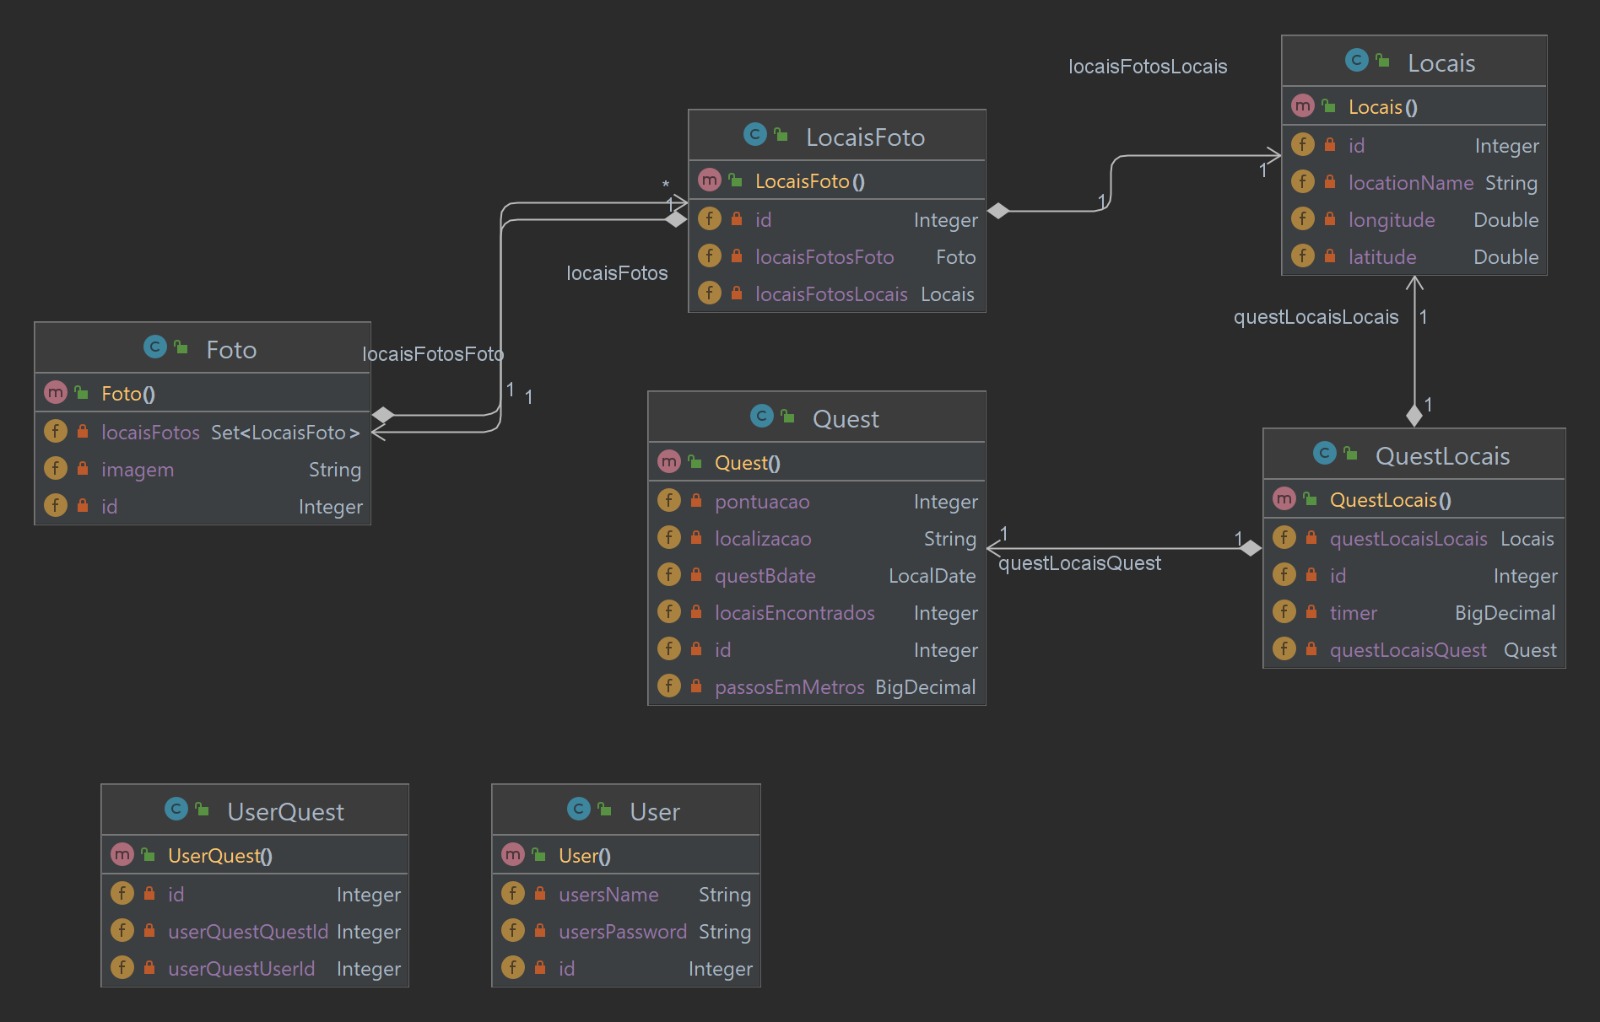 locaisFotosLocais
C Locais
m Locais()
f id Integer
f locationName String
f longitude Double
f latitude Double
C LocaisFoto
m LocaisFoto()
f id Integer
f locaisFotosFoto Foto
f locaisFotosLocais Locais
*
1
1
1
locaisFotos
questLocaisLocais 1
1
C Foto
m Foto()
f locaisFotos Set<LocaisFoto>
f imagem String
f id Integer
locaisFotosFoto
1 1
C Quest
m Quest()
f pontuacao Integer
f localizacao String
f questBdate LocalDate
f locaisEncontrados Integer
f id Integer
f passosEmMetros BigDecimal
1 1
questLocaisQuest
C QuestLocais
m QuestLocais()
f questLocaisLocais Locais
f id Integer
f timer BigDecimal
f questLocaisQuest Quest
C UserQuest
m UserQuest()
f id Integer
f userQuestQuestId Integer
f userQuestUserId Integer
C User
m User()
f usersName String
f usersPassword String
f id Integer